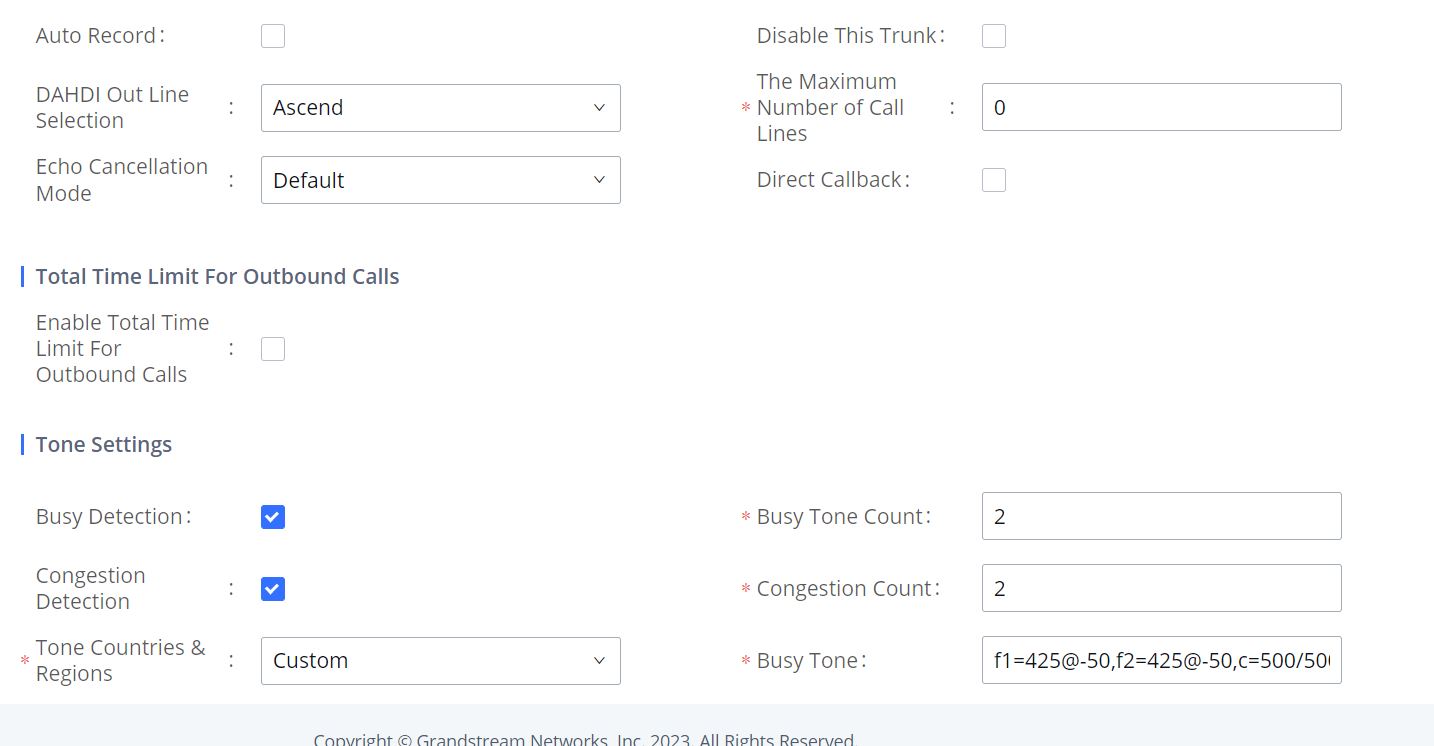 Auto Record:
Disable This Trunk:
DAHDI Out Line
Selection :
Ascend
* The Maximum
Number of Call
Lines :
0
Echo Cancellation
Mode :
Default
Direct Callback:
Total Time Limit For Outbound Calls
Enable Total Time
Limit For
Outbound Calls :
Tone Settings
Busy Detection:
* Busy Tone Count:
2
Congestion
Detection :
* Congestion Count:
2
* Tone Countries &
Regions :
Custom
* Busy Tone:
f1=425@-50,f2=425@-50,c=500/50
Copyright © Grandstream Networks, Inc. 2023. All Rights Reserved.